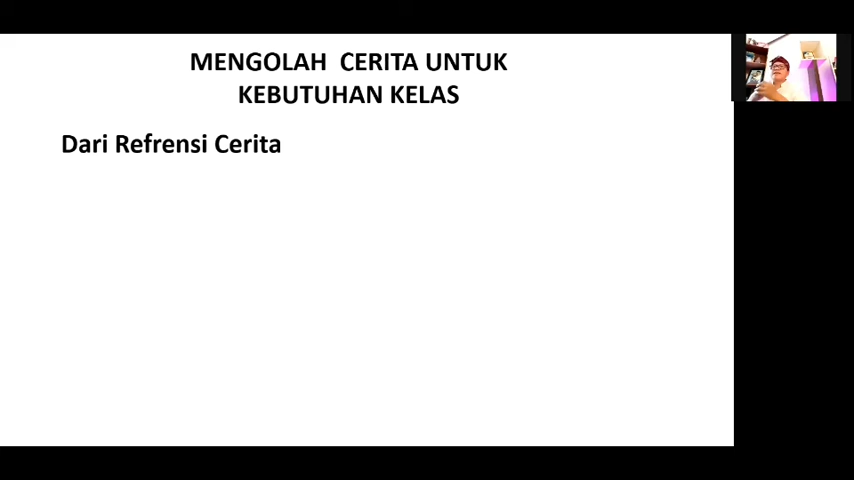 MENGOLAH  CERITA UNTUK
KEBUTUHAN KELAS
Dari Refrensi Cerita